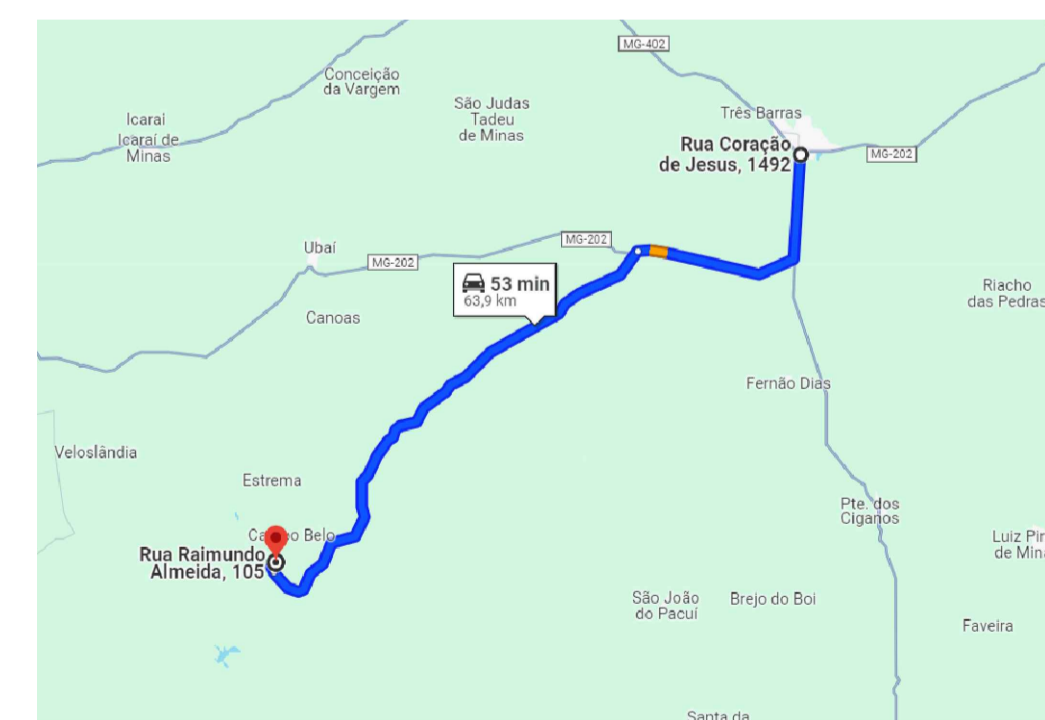 MG-402
Conceição
da Vargem
São Judas
Tadeu
de Minas
Três Barras
Icarai
Icaraí de
Minas
Rua Coração
de Jesus, 1492
MG-202
Ubaí
MG-202
MG-202
53 min
63,9 km
Riacho
das Pedras
Canoas
Fernão Dias
Veloslândia
Estrema
Pte. dos
Ciganos
Belo
Luiz Pir
de Min
Rua Raimundo
Almeida, 105
São João
do Pacuí
Brejo do Boi
Faveira
Santa da